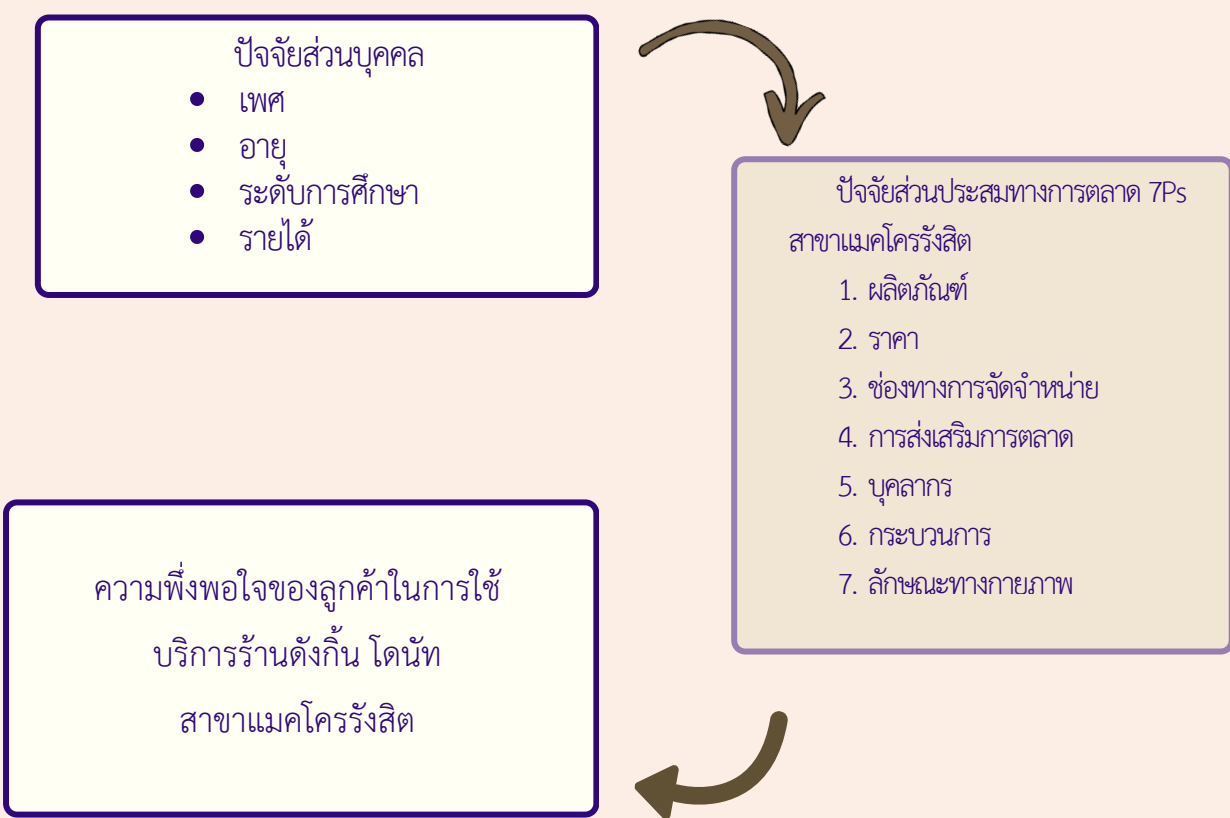 ปัจจัยส่วนบุคคล
• เพศ
• อายุ
• ระดับการศึกษา
• รายได้
ปัจจัยส่วนประสมทางการตลาด 7Ps
สาขาแมคโครรังสิต
1. ผลิตภัณฑ์
2. ราคา
3. ช่องทางการจัดจำหน่าย
4. การส่งเสริมการตลาด
5. บุคลากร
6. กระบวนการ
7. ลักษณะทางกายภาพ
ความพึ่งพอใจของลูกค้าในการใช้
บริการร้านดังกิ้น โดนัท
สาขาแมคโครรังสิต